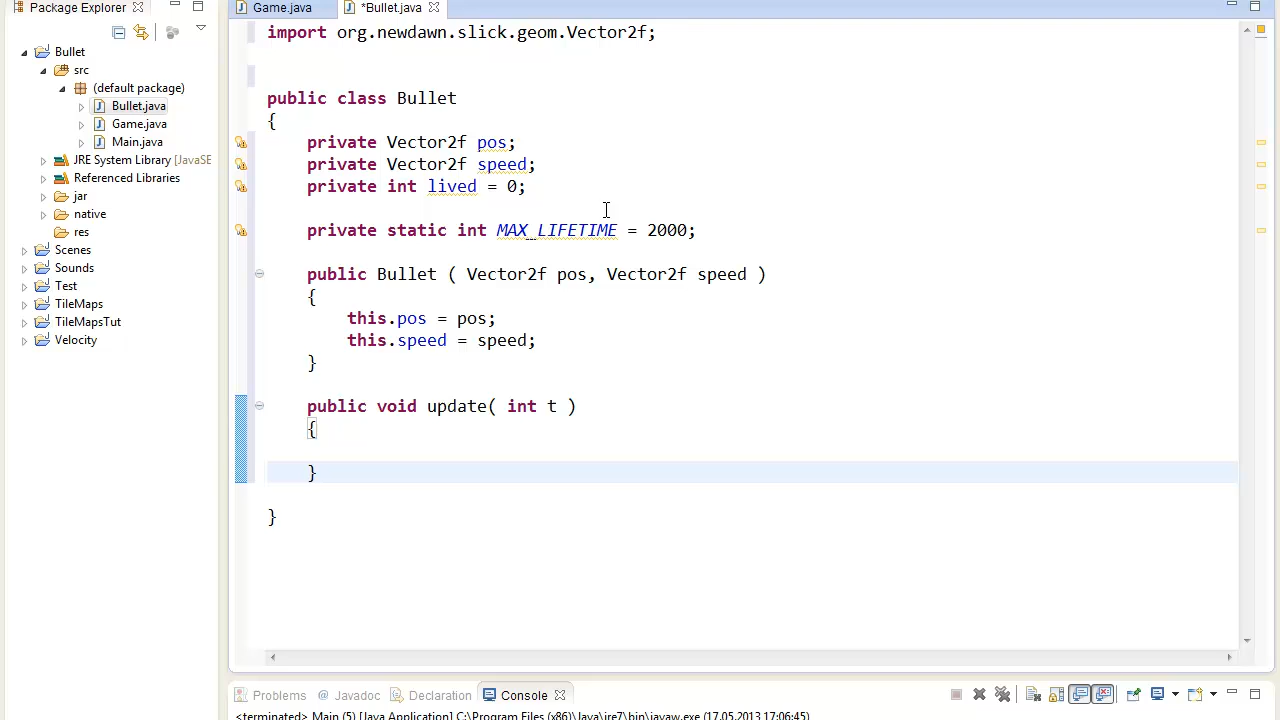 Package Explorer
Game.java
*Bullet.java
Bullet
src
(default package)
Bullet.java
Game.java
Main.java
JRE System Library [JavaSE
Referenced Libraries
jar
native
res
Scenes
Sounds
Test
TileMaps
TileMapsTut
Velocity
import org.newdawn.slick.geom.Vector2f;
public class Bullet
{
private Vector2f pos;
private Vector2f speed;
private int lived = 0;
private static int MAX_LIFETIME = 2000;
public Bullet ( Vector2f pos, Vector2f speed )
{
this.pos = pos;
this.speed = speed;
}
public void update( int t )
{
}
}
Problems
@ Javadoc
Declaration
Console
<terminated> Main (5) [Java Application] C:\Program Files (x86)\Java\jre7\bin\javaw.exe (17.05.2013 17:06:45)